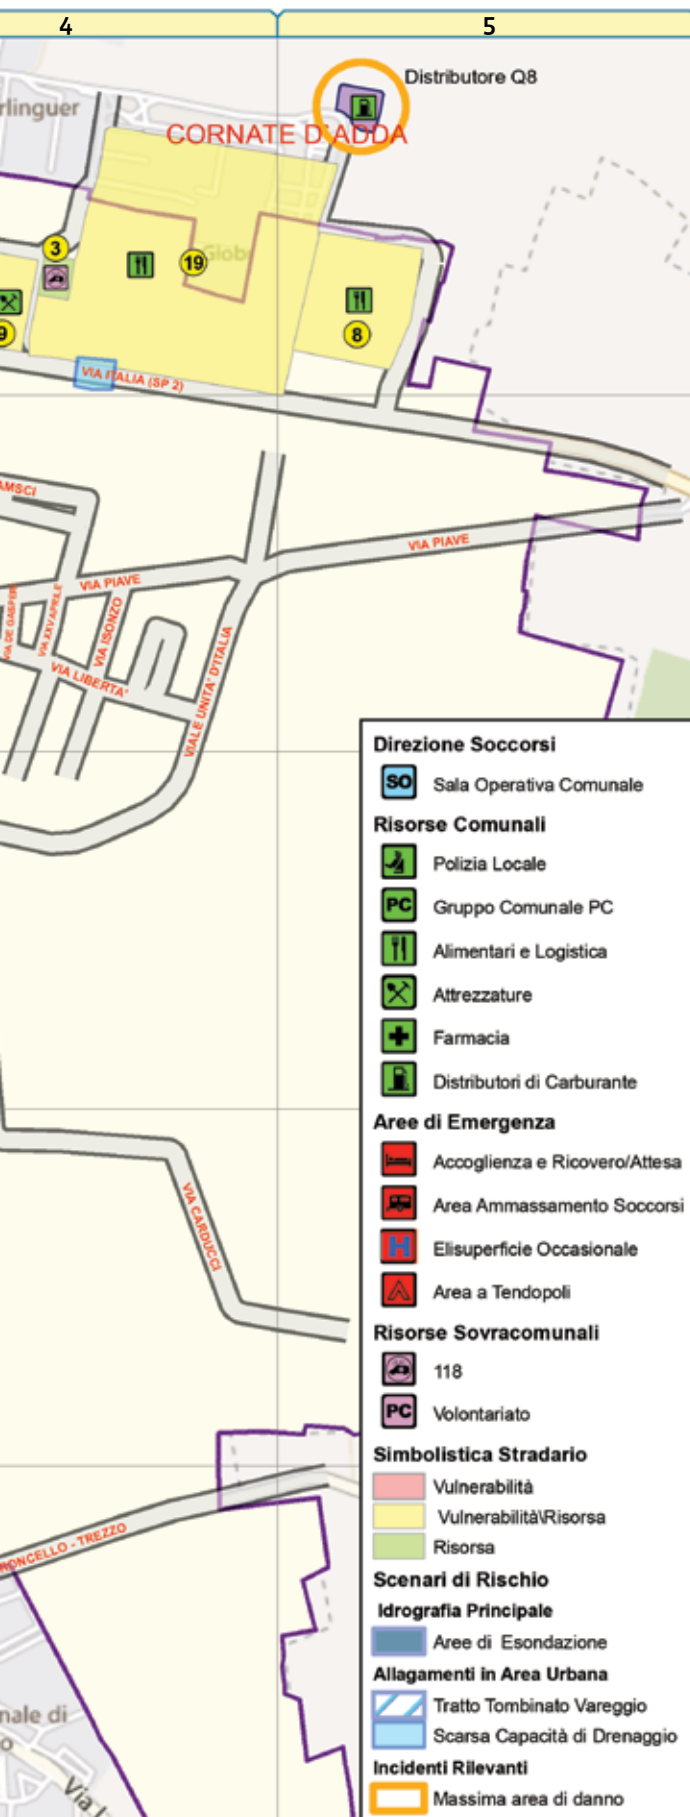 4
5
Distributore Q8
rlinguer
CORNATE D'ADDA
3
19
Globo
8
9
VIA ITALIA (SP 2)
AMSCI
VIA PIAVE
VIA PIAVE
VIA DE GASPERI
VIA XXV APRILE
VIA ISONZO
VIA LIBERTA'
VIALE UNITA' D'ITALIA
Direzione Soccorsi
SO Sala Operativa Comunale
Risorse Comunali
Polizia Locale
PC Gruppo Comunale PC
Alimentari e Logistica
Attrezzature
Farmacia
Distributori di Carburante
Aree di Emergenza
Accoglienza e Ricovero/Attesa
Area Ammassamento Soccorsi
H Elisuperficie Occasionale
Area a Tendopoli
Risorse Sovracomunali
118
PC Volontariato
Simbolistica Stradario
Vulnerabilità
Vulnerabilità\Risorsa
Risorsa
Scenari di Rischio
Idrografia Principale
Aree di Esondazione
Allagamenti in Area Urbana
Tratto Tombinato Vareggio
Scarsa Capacità di Drenaggio
Incidenti Rilevanti
Massima area di danno
VIA CARDUCCI
RONCELLO - TREZZO
nale di
o
Via